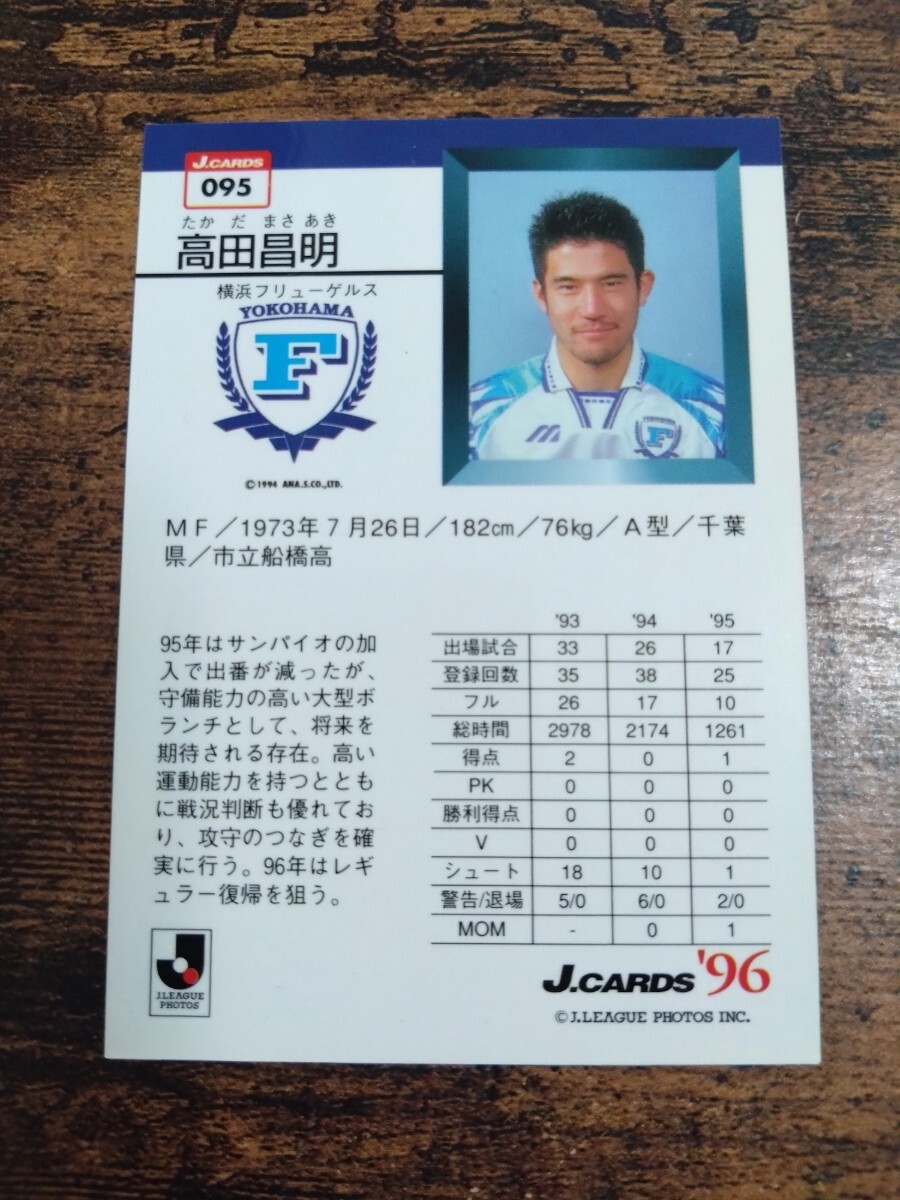 J.CARDS
095
たか だ まさ あき
高田昌明
横浜フリューゲルス
YOKOHAMA
F
©1994 ANA.S.CO.,LTD.
YOKOHAMA
F
MF/1973年7月26日/182cm/76kg/A型/千葉
県/市立船橋高
95年はサンパイオの加
入で出番が減ったが、
守備能力の高い大型ボ
ランチとして、将来を
期待される存在。高い
運動能力を持つととも
に戦況判断も優れてお
り、攻守のつなぎを確
実に行う。96年はレギ
ュラー復帰を狙う。
'93 '94 '95
出場試合 33 26 17
登録回数 35 38 25
フル 26 17 10
総時間 2978 2174 1261
得点 2 0 1
PK 0 0 0
勝利得点 0 0 0
V 0 0 0
シュート 18 10 1
警告/退場 5/0 6/0 2/0
MOM - 0 1
J.LEAGUE
PHOTOS
J.CARDS '96
©J.LEAGUE PHOTOS INC.